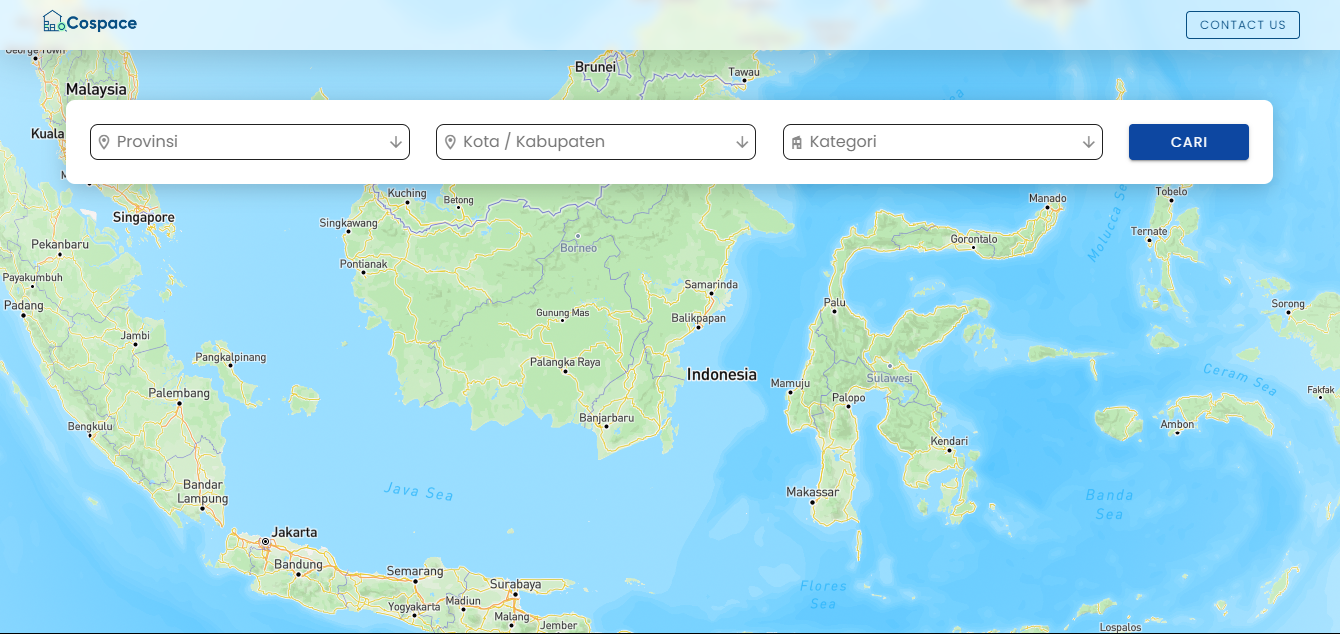 Cospace
CONTACT US
George Town
Brunei
Tawau
Malaysia
Provinsi
Kota / Kabupaten
Kategori
CARI
Kuala
Kuching
Betong
Singkawang
Singapore
Manado
Tobelo
Molucca Se
Ternate
Gorontalo
Pekanbaru
Borneo
Pontianak
Payakumbuh
Padang
Samarinda
Palu
Sorong
Gunung Mas
Balikpapan
Jambi
Pangkalpinang
Palangka Raya
Indonesia
Sulawesi
Ceram Sea
Mamuju
Palembang
Palopo
Fakfak
Banjarbaru
Ambon
Bengkulu
Kendari
Bandar
Lampung
Java Sea
Makassar
Banda
Sea
Jakarta
Bandung
Semarang
Surabaya
Flores
Sea
Yogyakarta
Madiun
Malang
Jember
Lospalos